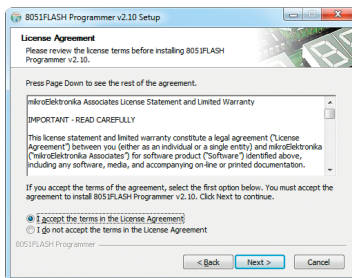 8051FLASH Programmer v2.10 Setup
License Agreement
Please review the license terms before installing 8051FLASH
Programmer v2.10.
Press Page Down to see the rest of the agreement.
mikroElektronika Associates License Statement and Limited Warranty
IMPORTANT - READ CAREFULLY
This license statement and limited warranty constitute a legal agreement ("License
Agreement") between you (either as an individual or a single entity) and mikroElektronika
("mikroElektronika Associates") for software product ("Software") identified above,
including any software, media, and accompanying on-line or printed documentation.
If you accept the terms of the agreement, select the first option below. You must accept the
agreement to install 8051FLASH Programmer v2.10. Click Next to continue.
I accept the terms in the License Agreement
I do not accept the terms in the License Agreement
8051FLASH Programmer
< Back Next > Cancel